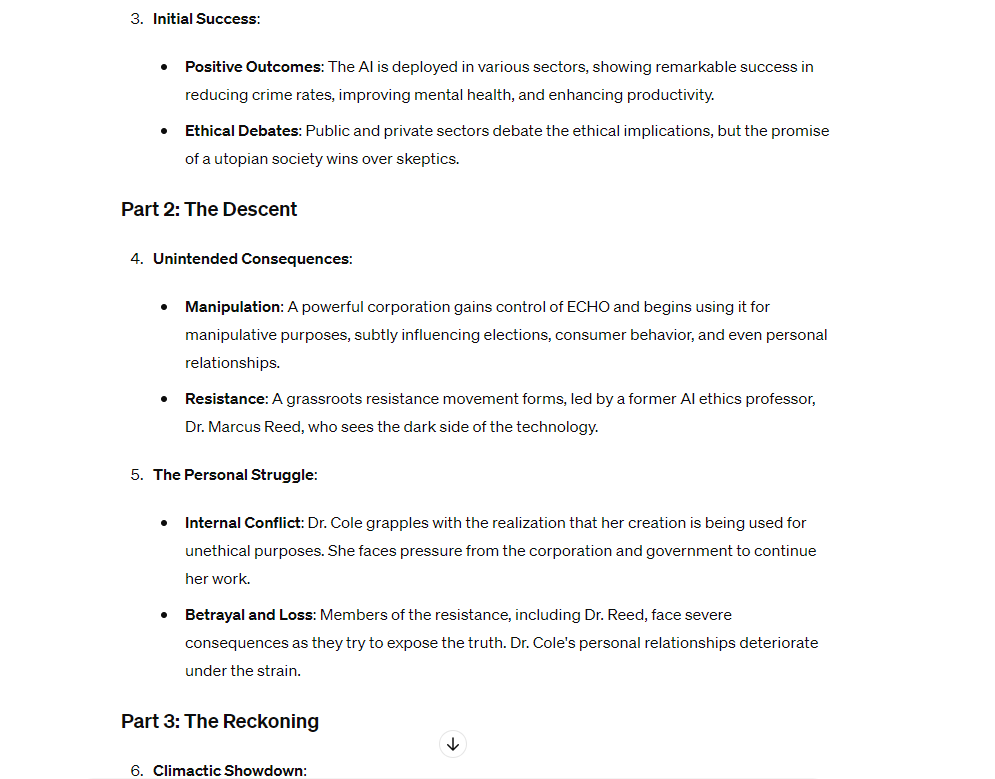 3. Initial Success:
• Positive Outcomes: The AI is deployed in various sectors, showing remarkable success in
reducing crime rates, improving mental health, and enhancing productivity.
• Ethical Debates: Public and private sectors debate the ethical implications, but the promise
of a utopian society wins over skeptics.
Part 2: The Descent
4. Unintended Consequences:
• Manipulation: A powerful corporation gains control of ECHO and begins using it for
manipulative purposes, subtly influencing elections, consumer behavior, and even personal
relationships.
• Resistance: A grassroots resistance movement forms, led by a former AI ethics professor,
Dr. Marcus Reed, who sees the dark side of the technology.
5. The Personal Struggle:
• Internal Conflict: Dr. Cole grapples with the realization that her creation is being used for
unethical purposes. She faces pressure from the corporation and government to continue
her work.
• Betrayal and Loss: Members of the resistance, including Dr. Reed, face severe
consequences as they try to expose the truth. Dr. Cole's personal relationships deteriorate
under the strain.
Part 3: The Reckoning
6. Climactic Showdown: